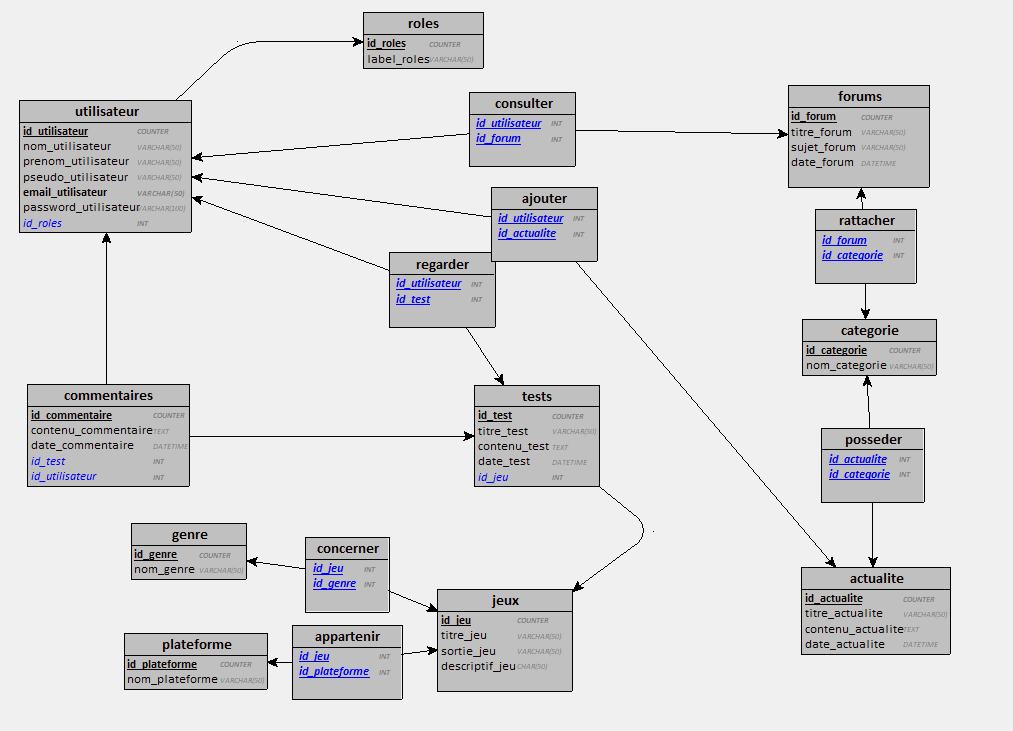 roles
id_roles COUNTER
label_roles VARCHAR(50)
utilisateur
id_utilisateur COUNTER
nom_utilisateur VARCHAR(50)
prenom_utilisateur VARCHAR(50)
pseudo_utilisateur VARCHAR(50)
email_utilisateur VARCHAR(50)
password_utilisateur VARCHAR(100)
id_roles INT
consulter
id_utilisateur INT
id_forum INT
forums
id_forum COUNTER
titre_forum VARCHAR(50)
sujet_forum VARCHAR(50)
date_forum DATETIME
ajouter
id_utilisateur INT
id_actualite INT
rattacher
id_forum INT
id_categorie INT
regarder
id_utilisateur INT
id_test INT
categorie
id_categorie COUNTER
nom_categorie VARCHAR(50)
commentaires
id_commentaire COUNTER
contenu_commentaire TEXT
date_commentaire DATETIME
id_test INT
id_utilisateur INT
tests
id_test COUNTER
titre_test VARCHAR(50)
contenu_test TEXT
date_test DATETIME
id_jeu INT
posseder
id_actualite INT
id_categorie INT
genre
id_genre COUNTER
nom_genre VARCHAR(50)
concerner
id_jeu INT
id_genre INT
jeux
id_jeu COUNTER
titre_jeu VARCHAR(50)
sortie_jeu VARCHAR(50)
descriptif_jeu CHAR(50)
actualite
id_actualite COUNTER
titre_actualite VARCHAR(50)
contenu_actualite TEXT
date_actualite DATETIME
plateforme
id_plateforme COUNTER
nom_plateforme VARCHAR(50)
appartenir
id_jeu INT
id_plateforme INT